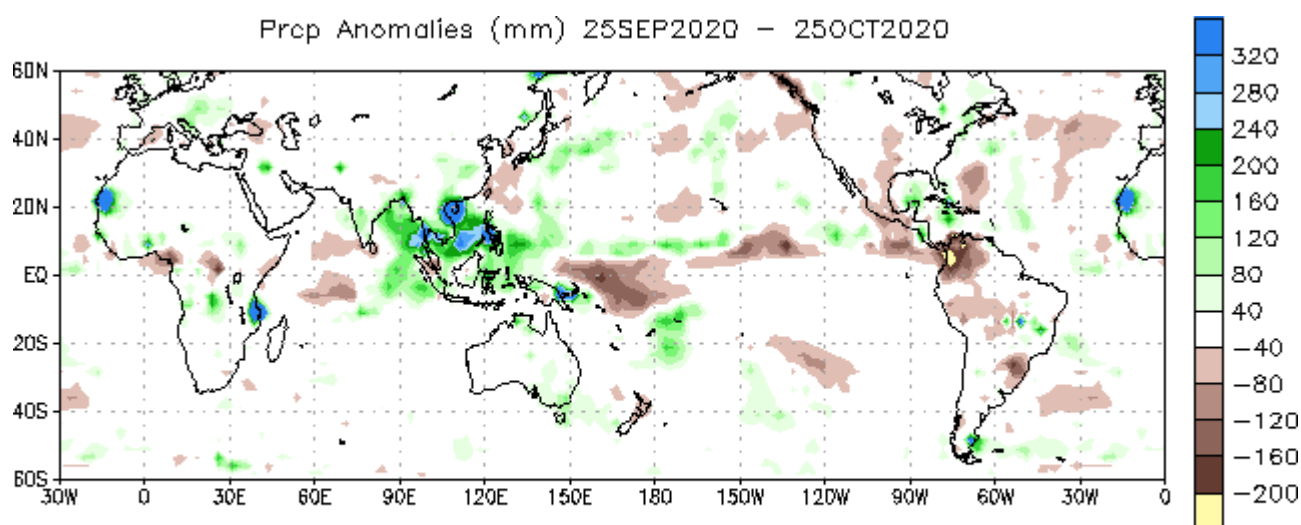 Prcp Anomalies (mm) 25SEP2020 – 25OCT2020
60N
40N
20N
EQ
20S
40S
60S
30W 0 30E 60E 90E 120E 150E 180 150W 120W 90W 60W 30W 0
320
280
240
200
160
120
80
40
−40
−80
−120
−160
−200